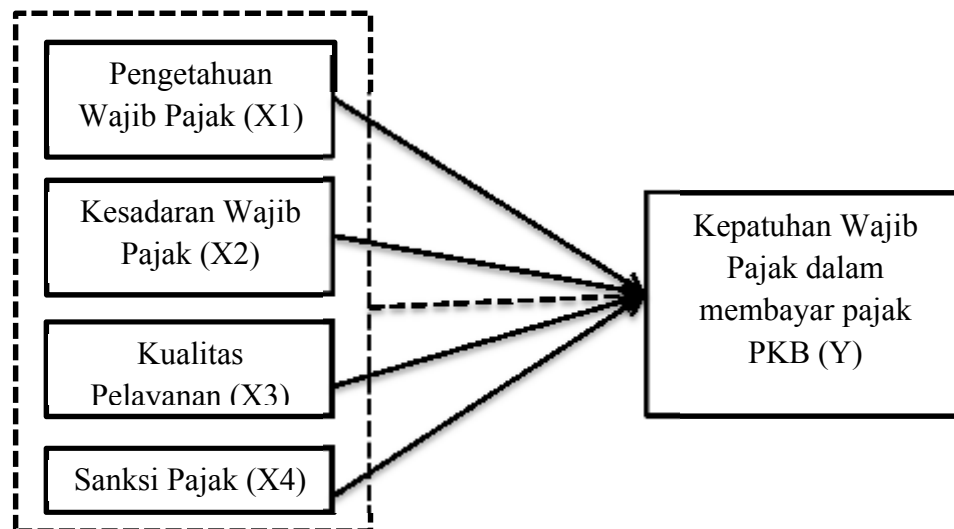 Pengetahuan
Wajib Pajak (X1)
Kesadaran Wajib
Pajak (X2)
Kualitas
Pelayanan (X3)
Sanksi Pajak (X4)
Kepatuhan Wajib
Pajak dalam
membayar pajak
PKB (Y)